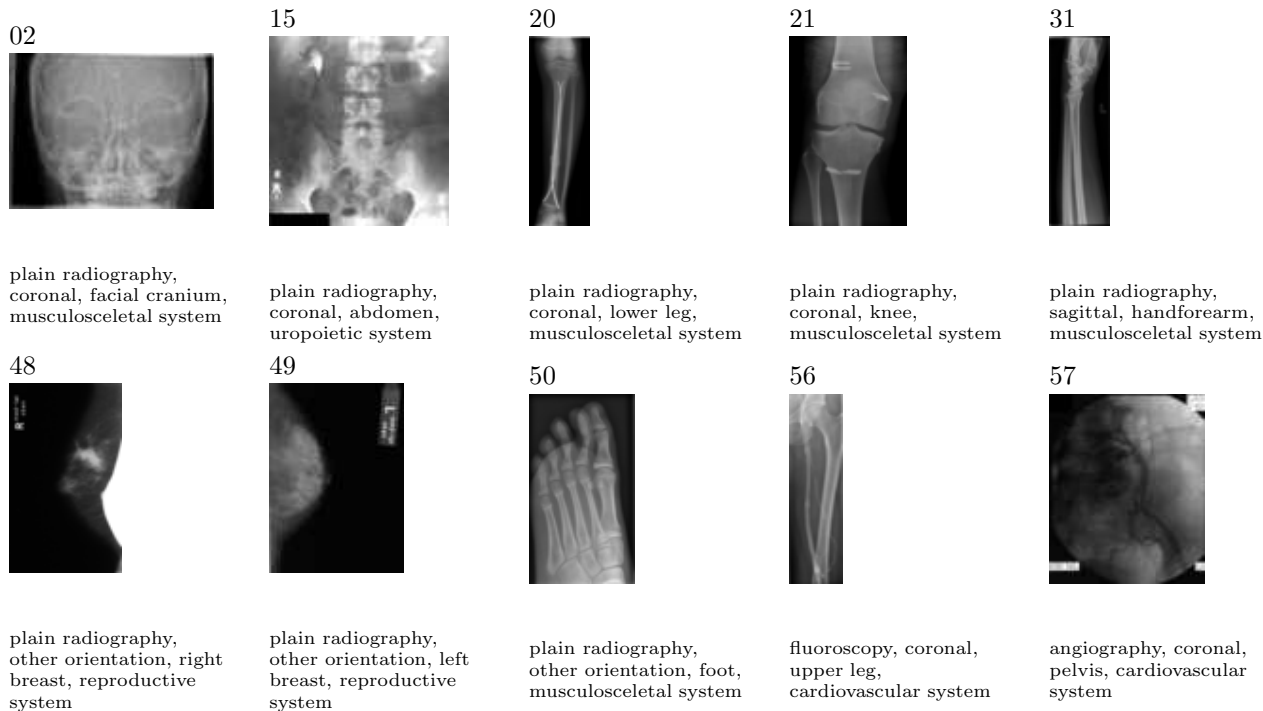 02
15
20
21
31
plain radiography,
coronal, facial cranium,
musculosceletal system
plain radiography,
coronal, abdomen,
uropoietic system
plain radiography,
coronal, lower leg,
musculosceletal system
plain radiography,
coronal, knee,
musculosceletal system
plain radiography,
sagittal, handforearm,
musculosceletal system
48
49
50
56
57
R
L
plain radiography,
other orientation, right
breast, reproductive
system
plain radiography,
other orientation, left
breast, reproductive
system
plain radiography,
other orientation, foot,
musculosceletal system
fluoroscopy, coronal,
upper leg,
cardiovascular system
angiography, coronal,
pelvis, cardiovascular
system